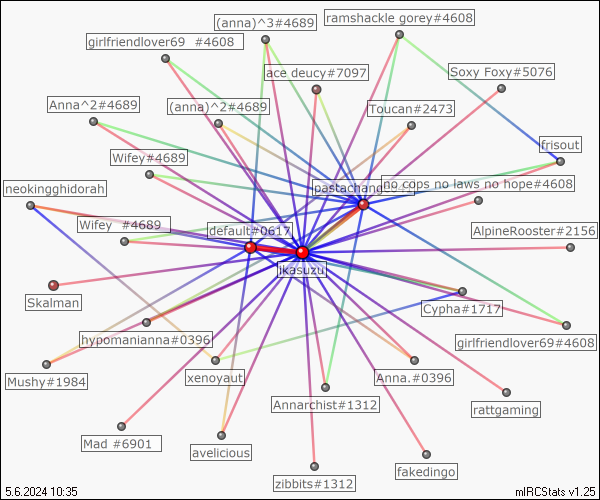 (anna)^3#4689
ramshackle gorey#4608
girlfriendlover69 #4608
ace deucy#7097
Soxy Foxy#5076
Anna^2#4689
(anna)^2#4689
Toucan#2473
frisout
Wifey#4689
neokingghidorah
no cops no laws no hope#4608
Wifey #4689
default#0617
AlpineRooster#2156
jkasuzu
Skalman
Cypha#1717
hypomanianna#0396
girlfriendlover69#4608
Mushy#1984
xenoyaut
Anna.#0396
Annarchist#1312
rattgaming
Mad #6901
avelicious
fakedingo
zibbits#1312
5.6.2024 10:35
mIRCStats v1.25